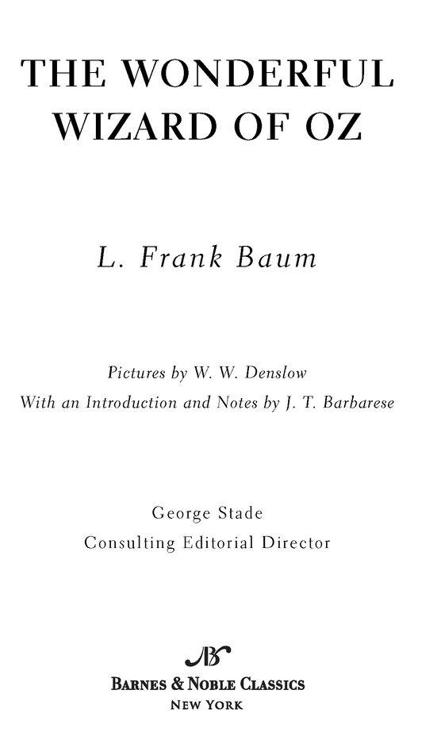 THE WONDERFUL
WIZARD OF OZ
L. Frank Baum
Pictures by W. W. Denslow
With an Introduction and Notes by J. T. Barbarese
George Stade
Consulting Editorial Director
BARNES & NOBLE CLASSICS
NEW YORK